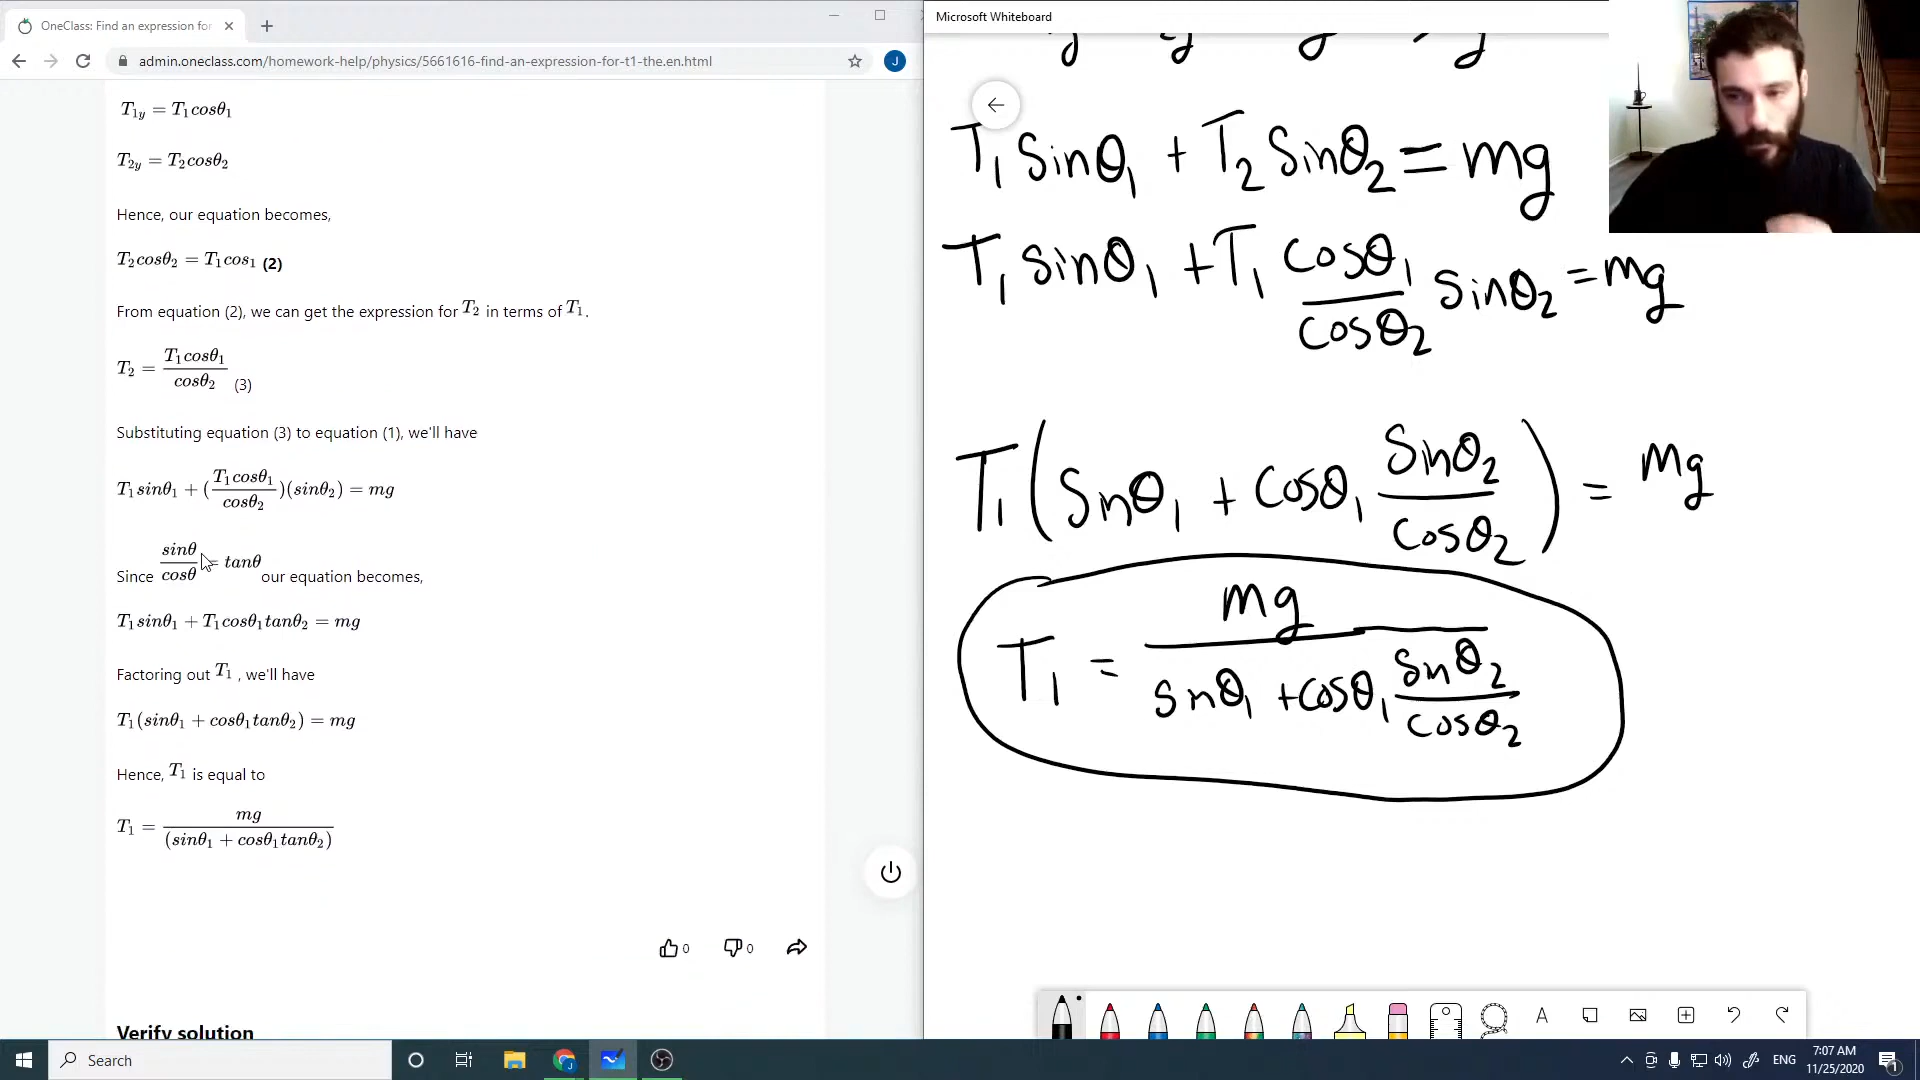 OneClass: Find an expression for
Microsoft Whiteboard
admin.oneclass.com/homework-help/physics/5661616-find-an-expression-for-t1-the.en.html
J
T1y = T1cosθ1
T2y = T2cosθ2
Hence, our equation becomes,
T2cosθ2 = T1cos1 (2)
From equation (2), we can get the expression for T2 in terms of T1.
T2 = T1cosθ1 / cosθ2 (3)
Substituting equation (3) to equation (1), we'll have
T1sinθ1 + (T1cosθ1 / cosθ2)(sinθ2) = mg
Since sinθ / cosθ = tanθ our equation becomes,
T1sinθ1 + T1cosθ1tanθ2 = mg
Factoring out T1 , we'll have
T1(sinθ1 + cosθ1tanθ2) = mg
Hence, T1 is equal to
T1 = mg / (sinθ1 + cosθ1tanθ2)
0 0
Verify solution
T1 Sinθ1 + T2 Sinθ2 = mg
T1 sinθ1 + T1 cosθ1 / cosθ2 sinθ2 = mg
T1 (Sinθ1 + cosθ1 Sinθ2 / cosθ2) = mg
T1 = mg / sinθ1 + cosθ1 Sinθ2 / cosθ2
A
Search
ENG
7:07 AM
11/25/2020
1